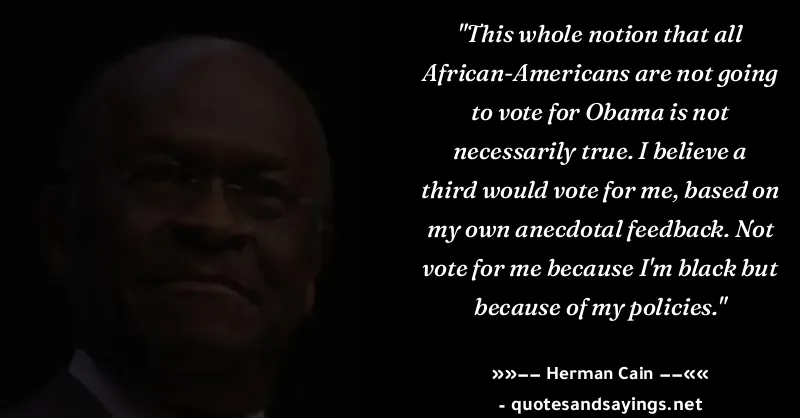 "This whole notion that all
African-Americans are not going
to vote for Obama is not
necessarily true. I believe a
third would vote for me, based on
my own anecdotal feedback. Not
vote for me because I'm black but
because of my policies."
»»−− Herman Cain −−««
- quotesandsayings.net